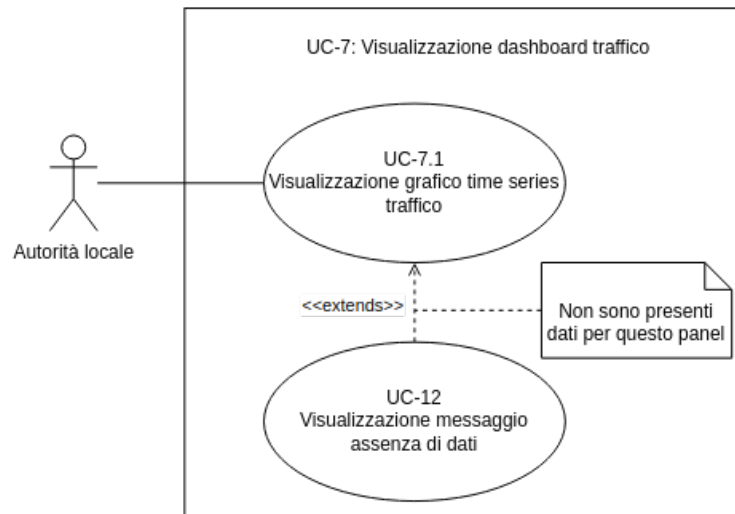 UC-7: Visualizzazione dashboard traffico
UC-7.1
Visualizzazione grafico time series
traffico
Autorità locale
<<extends>>
Non sono presenti
dati per questo panel
UC-12
Visualizzazione messaggio
assenza di dati